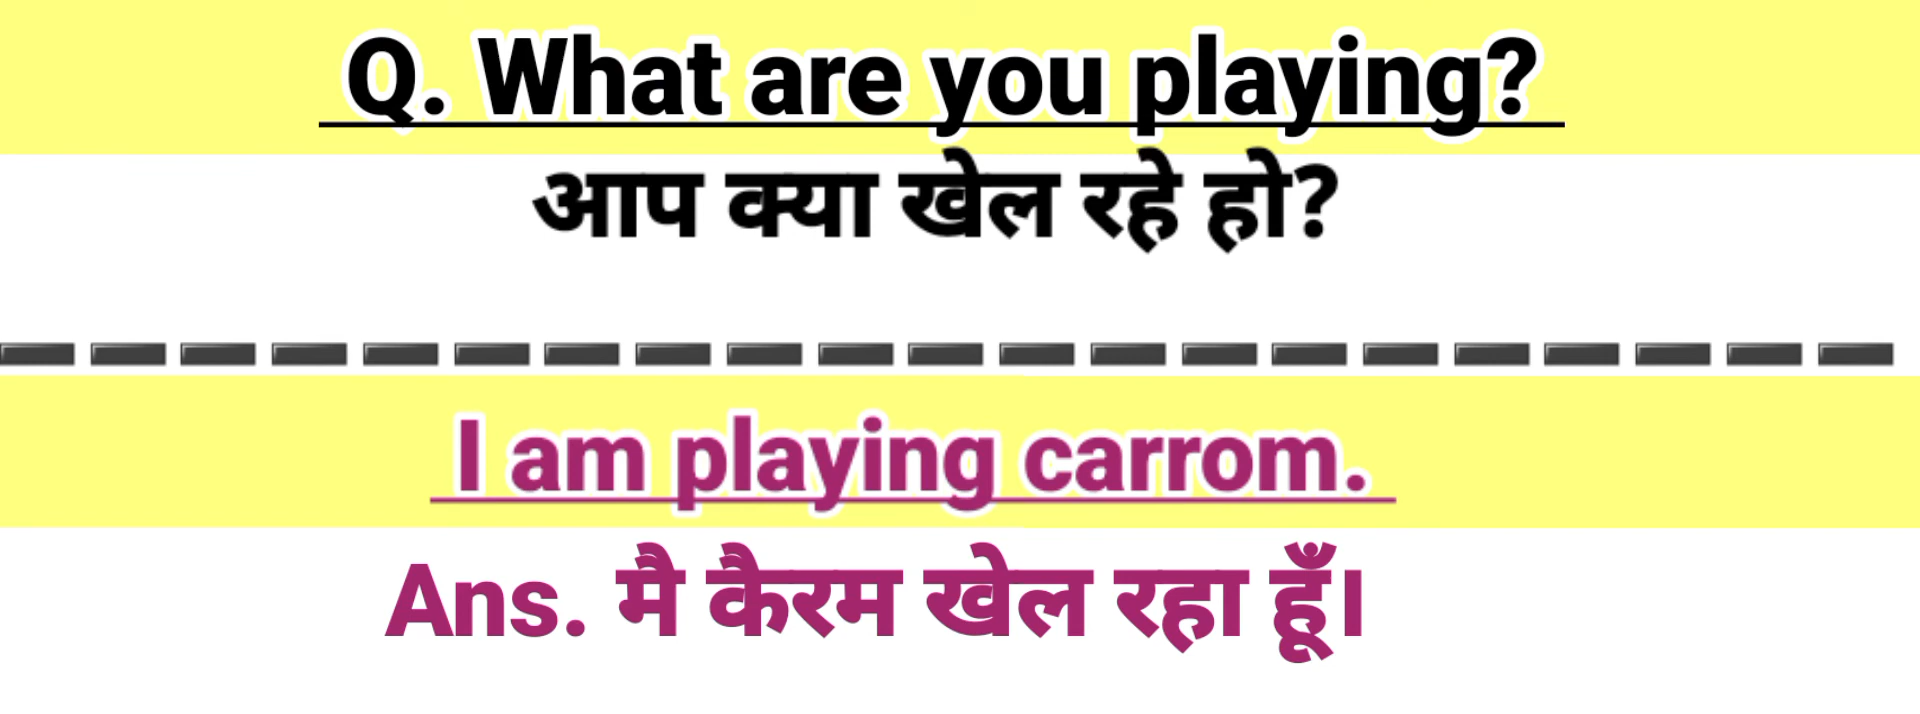 Q. What are you playing?
आप क्या खेल रहे हो?
I am playing carrom.
Ans. मै कैरम खेल रहा हूँ।